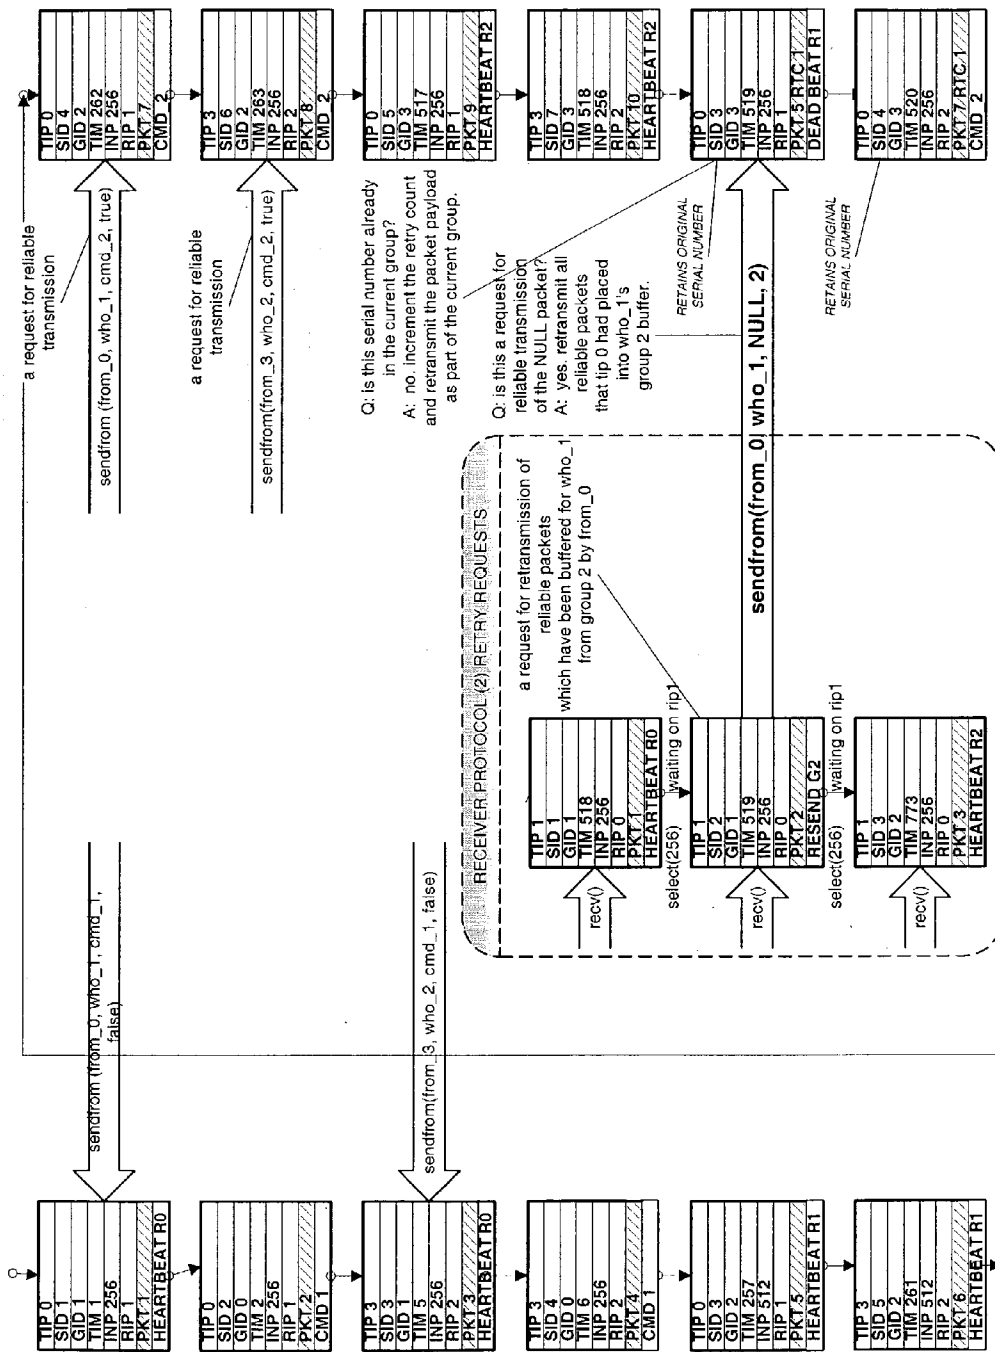 TIP 0
SID 1
GID 1
TIM 1
INP 256
RIP 1
PKT 1
HEARTBEAT R0
sendfrom (from_0, who_1, cmd_1,
false)
TIP 0
SID 2
GID 0
TIM 2
INP 256
RIP 1
PKT 2
CMD 1
TIP 3
SID 3
GID 1
TIM 5
INP 256
RIP 2
PKT 3
HEARTBEAT R0
sendfrom(from_3, who_2, cmd_1, false)
TIP 3
SID 4
GID 0
TIM 6
INP 256
RIP 2
PKT 4
CMD 1
TIP 0
SID 3
GID 2
TIM 257
INP 512
RIP 1
PKT 5
HEARTBEAT R1
TIP 3
SID 5
GID 2
TIM 261
INP 512
RIP 2
PKT 6
HEARTBEAT R1
RECEIVER PROTOCOL (2) RETRY REQUESTS
recv()
TIP 1
SID 1
GID 1
TIM 518
INP 256
RIP 0
PKT 1
HEARTBEAT R0
select(256)
waiting on rip1
recv()
TIP 1
SID 2
GID 1
TIM 519
INP 256
RIP 0
PKT 2
RESEND G2
select(256)
waiting on rip1
recv()
TIP 1
SID 3
GID 2
TIM 773
INP 256
RIP 0
PKT 3
HEARTBEAT R2
a request for retransmission of
reliable packets
which have been buffered for who_1
from group 2 by from_0
a request for reliable
transmission
sendfrom (from_0, who_1, cmd_2, true)
TIP 0
SID 4
GID 2
TIM 262
INP 256
RIP 1
PKT 7
CMD 2
a request for reliable
transmission
sendfrom(from_3, who_2, cmd_2, true)
TIP 3
SID 6
GID 2
TIM 263
INP 256
RIP 2
PKT 8
CMD 2
Q: is this serial number already
in the current group?
A: no. increment the retry count
and retransmit the packet payload
as part of the current group.
TIP 0
SID 5
GID 3
TIM 517
INP 256
RIP 1
PKT 9
HEARTBEAT R2
TIP 3
SID 7
GID 3
TIM 518
INP 256
RIP 2
PKT 10
HEARTBEAT R2
Q: is this a request for
reliable transmission
of the NULL packet?
A: yes. retransmit all
reliable packets
that tip 0 had placed
into who_1's
group 2 buffer.
sendfrom(from_0, who_1, NULL, 2)
RETAINS ORIGINAL
SERIAL NUMBER
TIP 0
SID 3
GID 3
TIM 519
INP 256
RIP 1
PKT 5 RTC 1
DEAD BEAT R1
RETAINS ORIGINAL
SERIAL NUMBER
TIP 0
SID 4
GID 3
TIM 520
INP 256
RIP 2
PKT 7 RTC 1
CMD 2